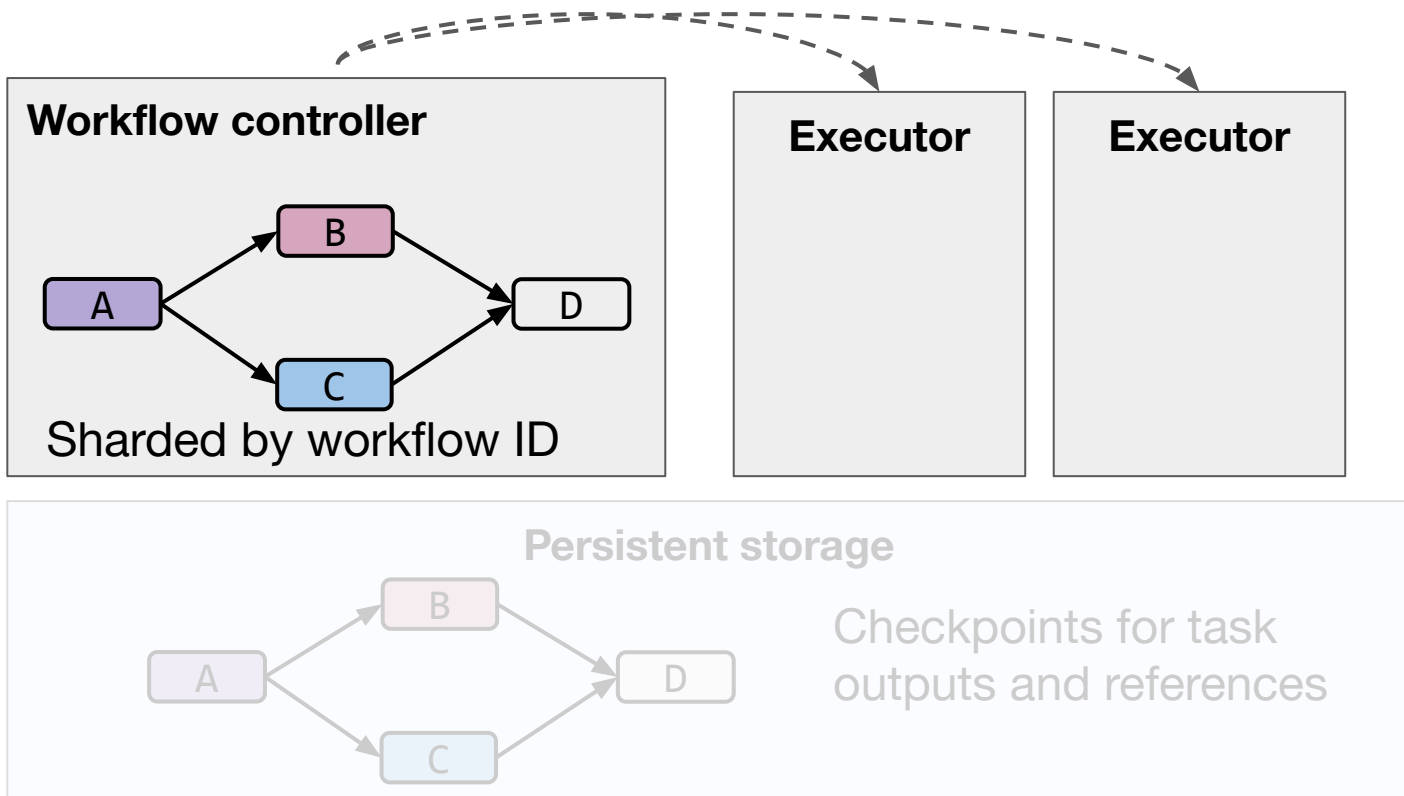 Workflow controller
Executor
Executor
B
A
D
C
Sharded by workflow ID
Persistent storage
B
Checkpoints for task
A
D
outputs and references
C